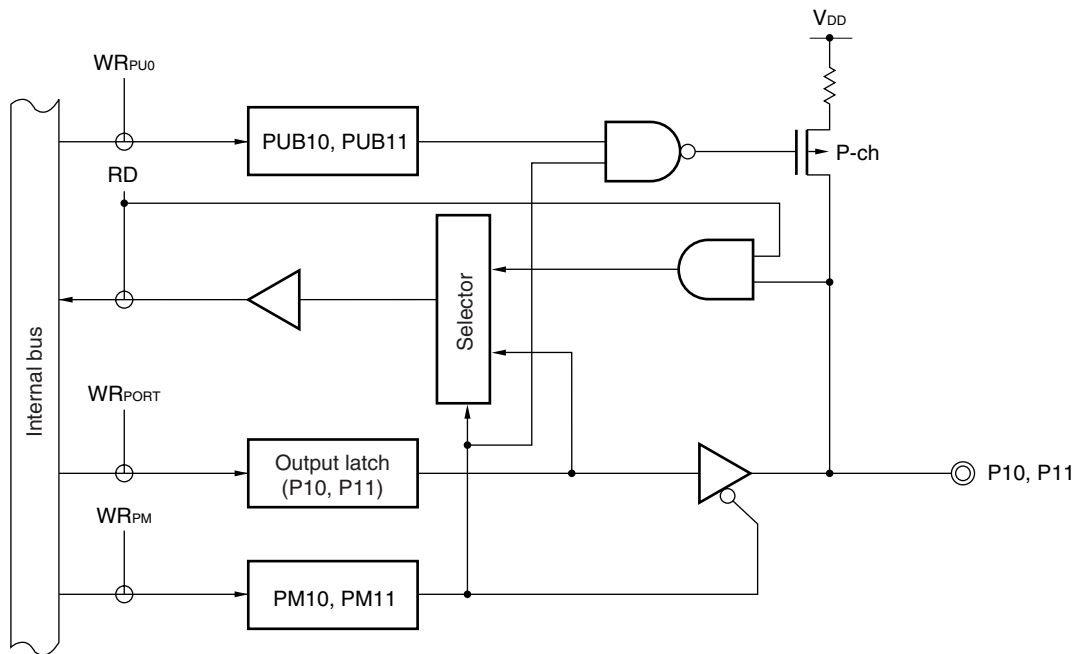 VDD
WRPU0
PUB10, PUB11
P-ch
RD
Selector
Internal bus
WRPORT
Output latch
(P10, P11)
P10, P11
WRPM
PM10, PM11